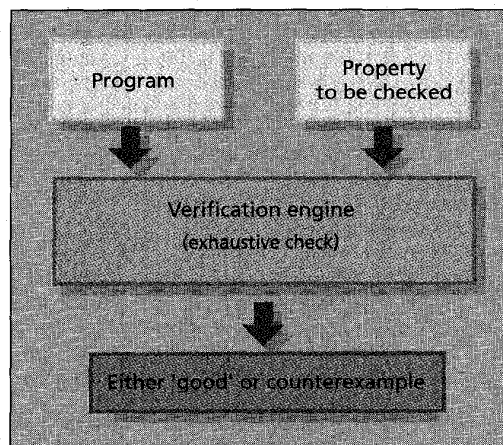 Program
Property
to be checked
Verification engine
(exhaustive check)
Either 'good' or counterexample